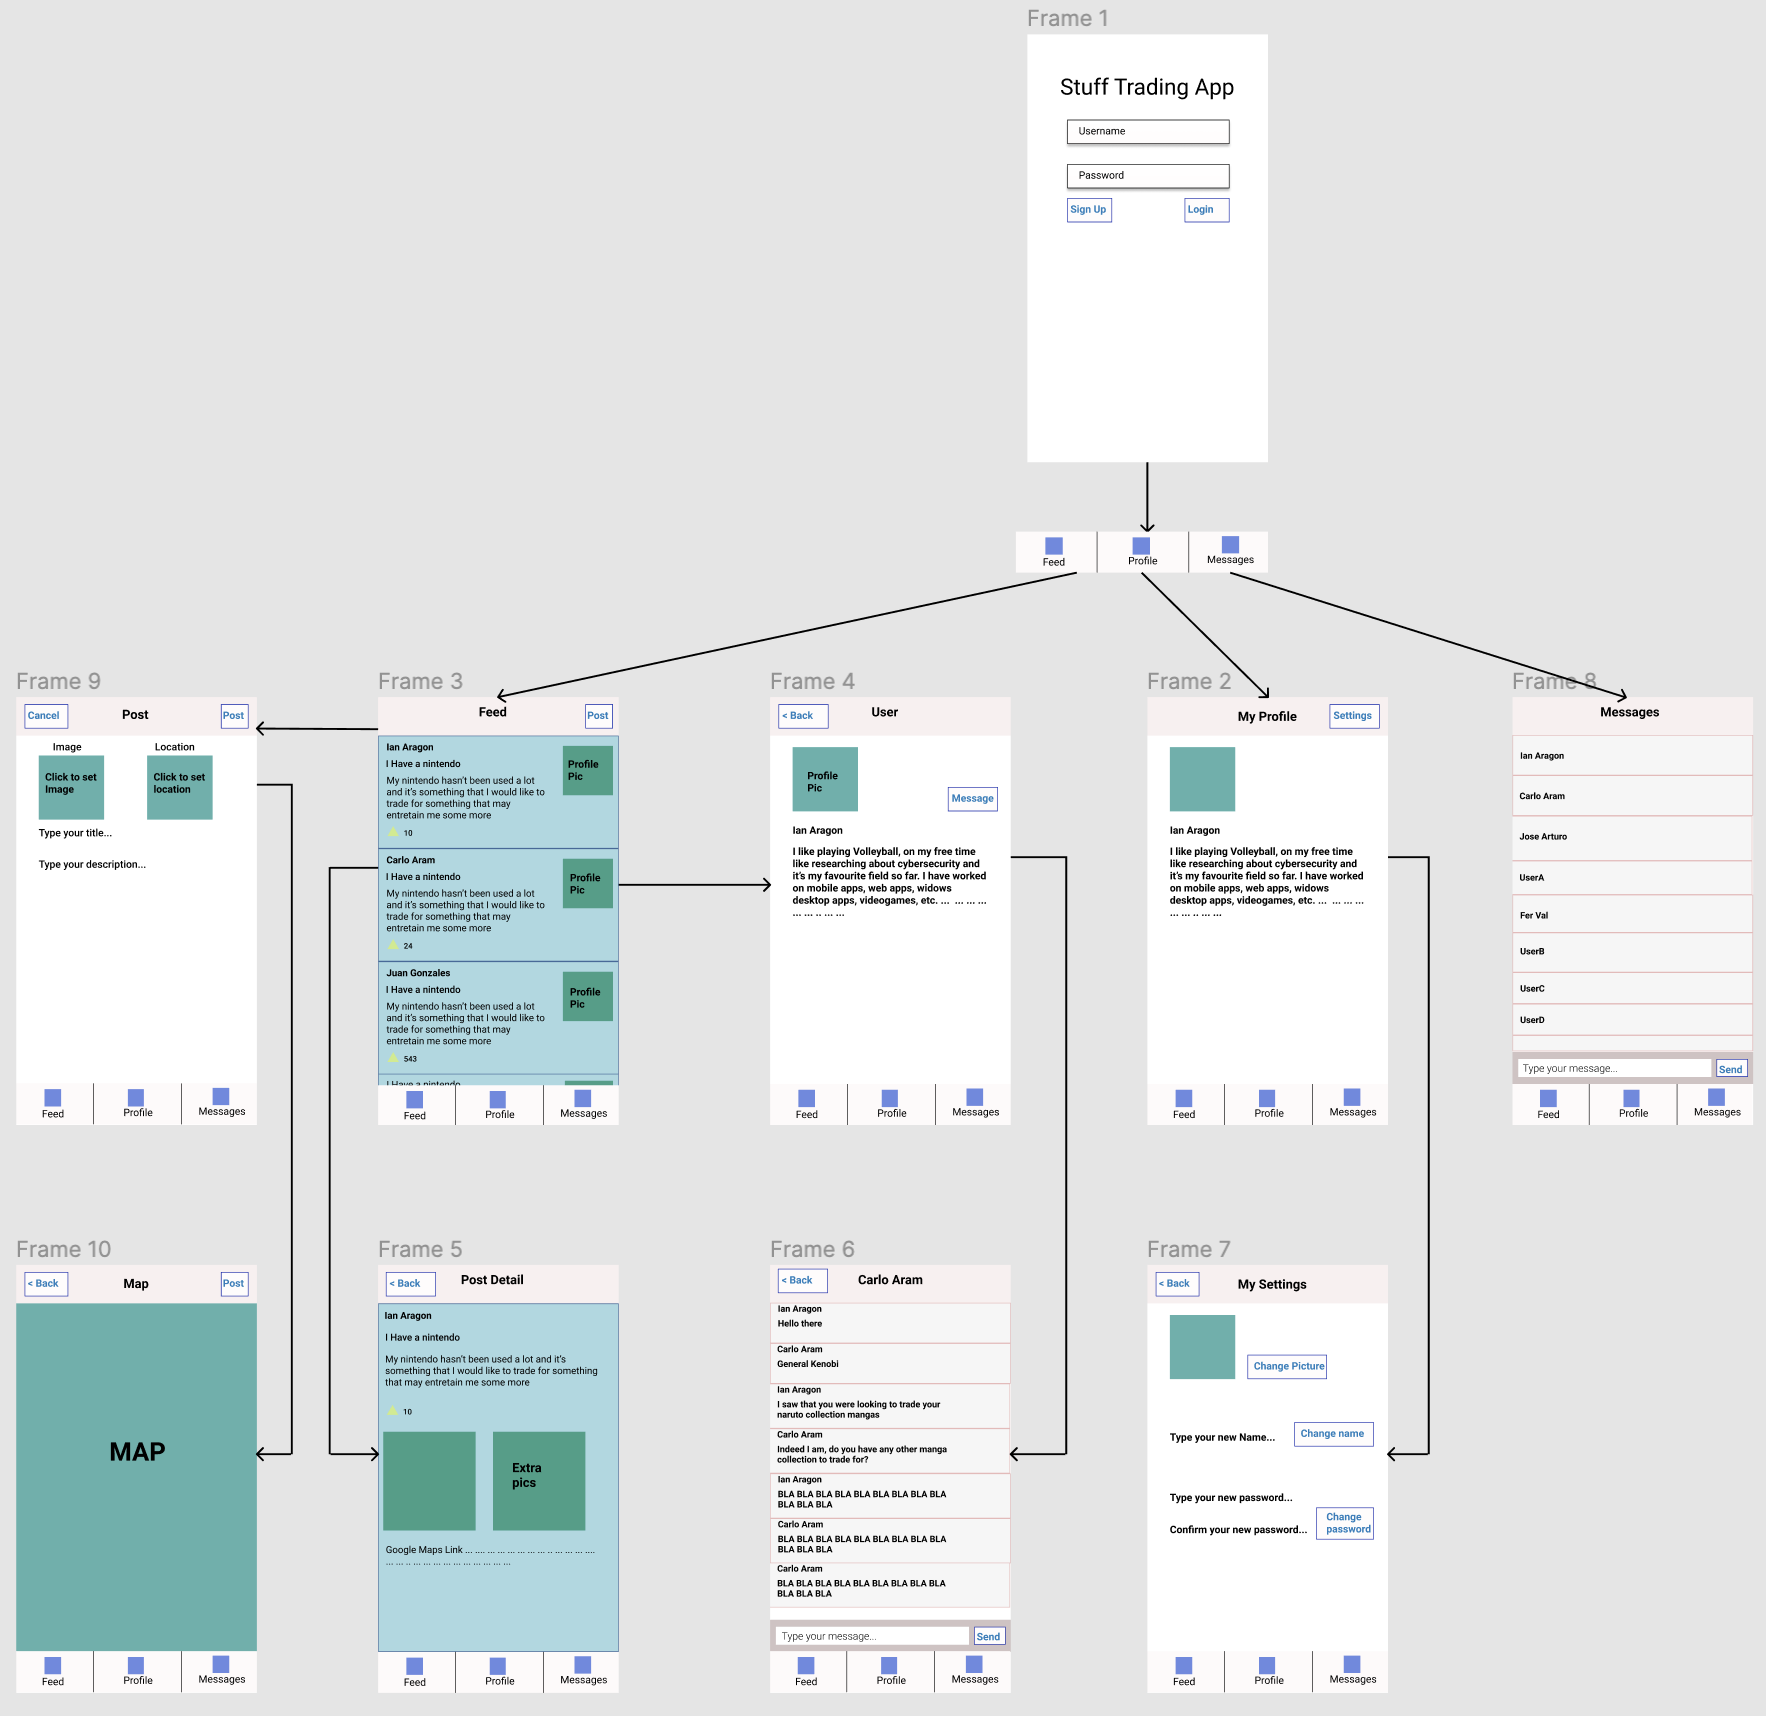 Frame 1
Stuff Trading App
Username
Password
Sign Up
Login
Feed
Profile
Messages
Frame 9
Cancel
Post
Post
Image
Location
Click to set
Image
Click to set
location
Type your title...
Type your description...
Feed
Profile
Messages
Frame 3
Feed
Post
Ian Aragon
I Have a nintendo
My nintendo hasn't been used a lot
and it's something that I would like to
trade for something that may
entretain me some more
10
Profile
Pic
Carlo Aram
I Have a nintendo
My nintendo hasn't been used a lot
and it's something that I would like to
trade for something that may
entretain me some more
24
Profile
Pic
Juan Gonzales
I Have a nintendo
My nintendo hasn't been used a lot
and it's something that I would like to
trade for something that may
entretain me some more
543
Profile
Pic
I Have a nintendo
Feed
Profile
Messages
Frame 4
< Back
User
Profile
Pic
Message
Ian Aragon
I like playing Volleyball, on my free time
like researching about cybersecurity and
it's my favourite field so far. I have worked
on mobile apps, web apps, widows
desktop apps, videogames, etc. ... ... ... ...
... ... .. ... ...
Feed
Profile
Messages
Frame 2
My Profile
Settings
Ian Aragon
I like playing Volleyball, on my free time
like researching about cybersecurity and
it's my favourite field so far. I have worked
on mobile apps, web apps, widows
desktop apps, videogames, etc. ... ... ... ...
... ... .. ... ...
Feed
Profile
Messages
Frame 8
Messages
Ian Aragon
Carlo Aram
Jose Arturo
UserA
Fer Val
UserB
UserC
UserD
Type your message...
Send
Feed
Profile
Messages
Frame 10
< Back
Map
Post
MAP
Feed
Profile
Messages
Frame 5
< Back
Post Detail
Ian Aragon
I Have a nintendo
My nintendo hasn't been used a lot and it's
something that I would like to trade for something
that may entretain me some more
10
Extra
pics
Google Maps Link ... .... ... ... ... ... ... ... .. ... ... ... ....
... ... .. ... ... ... ... ... ... ... ... ... ...
Feed
Profile
Messages
Frame 6
< Back
Carlo Aram
Ian Aragon
Hello there
Carlo Aram
General Kenobi
Ian Aragon
I saw that you were looking to trade your
naruto collection mangas
Carlo Aram
Indeed I am, do you have any other manga
collection to trade for?
Ian Aragon
BLA BLA BLA BLA BLA BLA BLA BLA BLA
BLA BLA BLA
Carlo Aram
BLA BLA BLA BLA BLA BLA BLA BLA BLA
BLA BLA BLA
Carlo Aram
BLA BLA BLA BLA BLA BLA BLA BLA BLA
BLA BLA BLA
Type your message...
Send
Feed
Profile
Messages
Frame 7
< Back
My Settings
Change Picture
Type your new Name...
Change name
Type your new password...
Confirm your new password...
Change
password
Feed
Profile
Messages